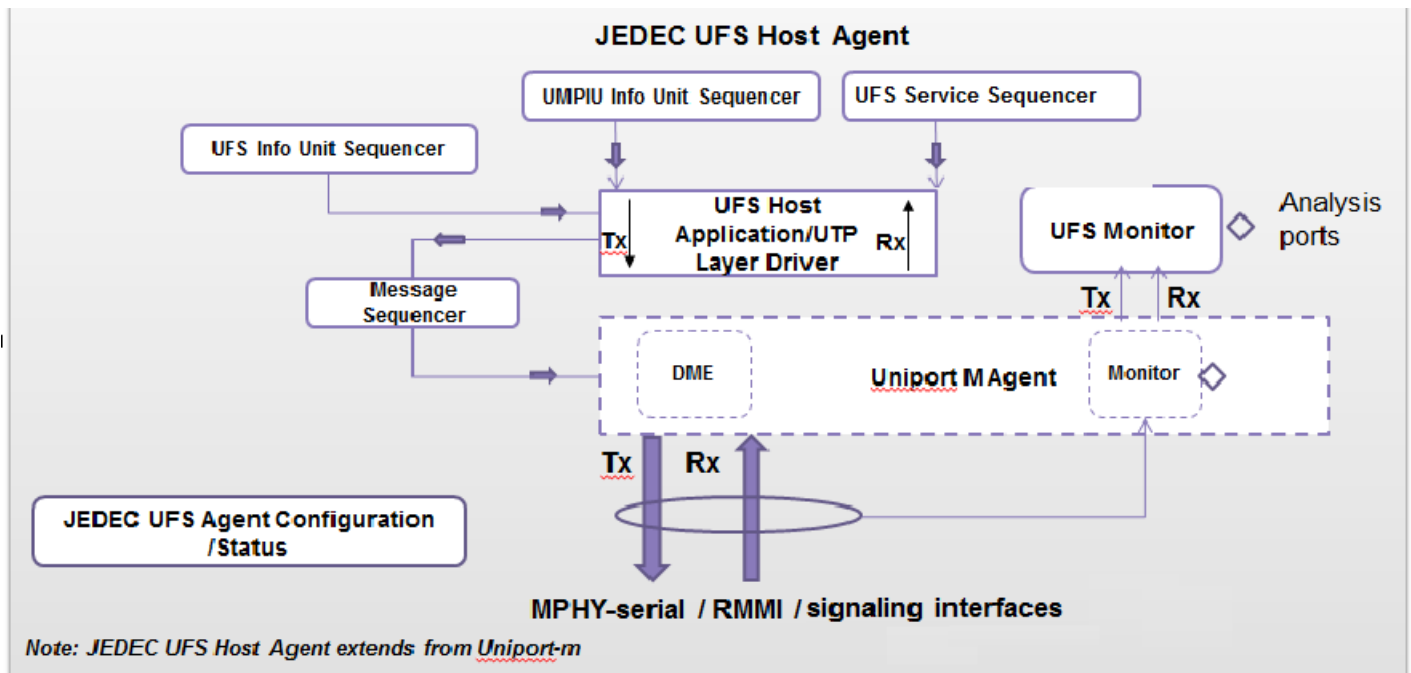 JEDEC UFS Host Agent
UMPIU Info Unit Sequencer
UFS Service Sequencer
UFS Info Unit Sequencer
UFS Host
Application/UTP
Layer Driver
Tx
Rx
UFS Monitor
Analysis
ports
Message
Sequencer
Tx
Rx
DME
Uniport M Agent
Monitor
Tx
Rx
JEDEC UFS Agent Configuration
/Status
MPHY-serial / RMMI / signaling interfaces
Note: JEDEC UFS Host Agent extends from Uniport-m